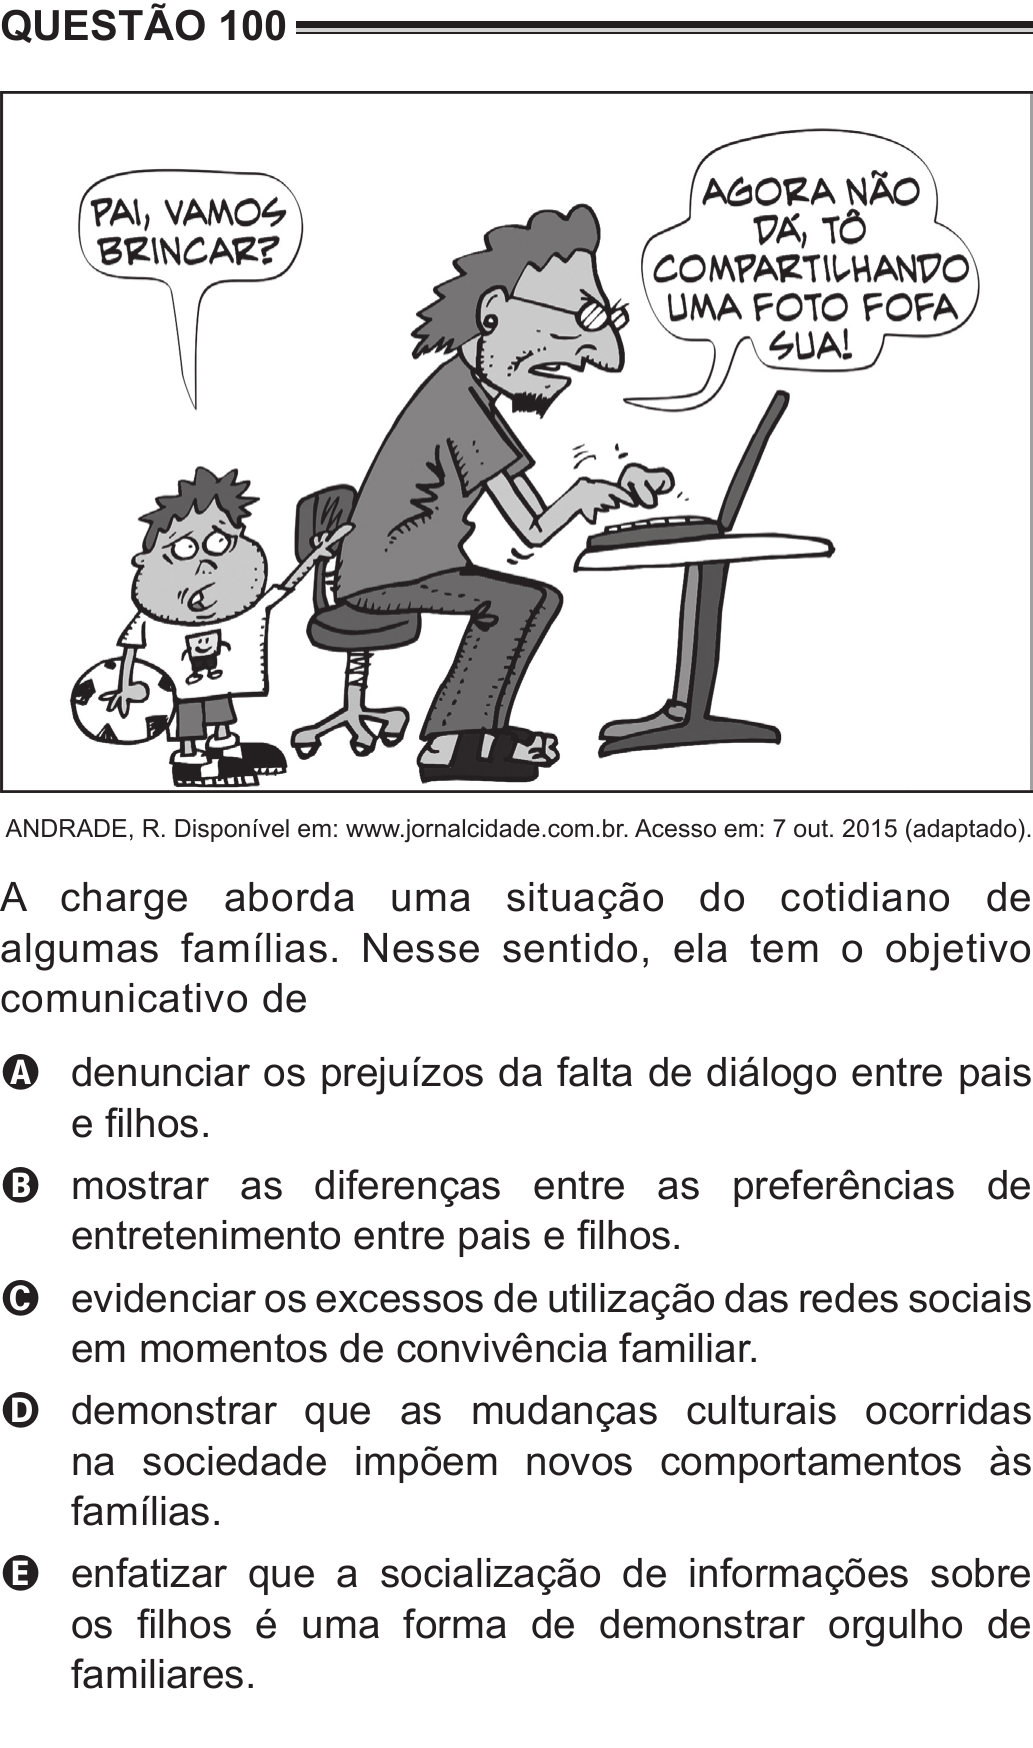 QUESTÃO 100
PAI, VAMOS
BRINCAR?
AGORA NÃO
DÁ, TÔ
COMPARTILHANDO
UMA FOTO FOFA
SUA!
ANDRADE, R. Disponível em: www.jornalcidade.com.br. Acesso em: 7 out. 2015 (adaptado).
A charge aborda uma situação do cotidiano de
algumas famílias. Nesse sentido, ela tem o objetivo
comunicativo de
A denunciar os prejuízos da falta de diálogo entre pais
e filhos.
B mostrar as diferenças entre as preferências de
entretenimento entre pais e filhos.
C evidenciar os excessos de utilização das redes sociais
em momentos de convivência familiar.
D demonstrar que as mudanças culturais ocorridas
na sociedade impõem novos comportamentos às
famílias.
E enfatizar que a socialização de informações sobre
os filhos é uma forma de demonstrar orgulho de
familiares.